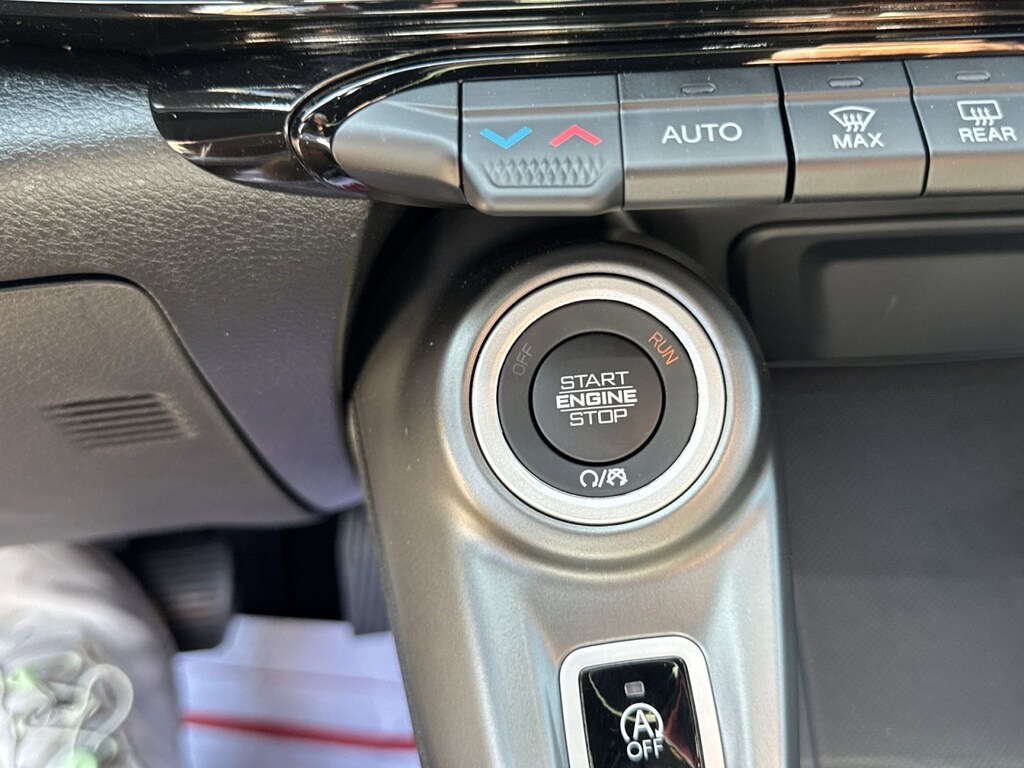 AUTO
MAX
REAR
OFF
RUN
START
ENGINE
STOP
A
OFF